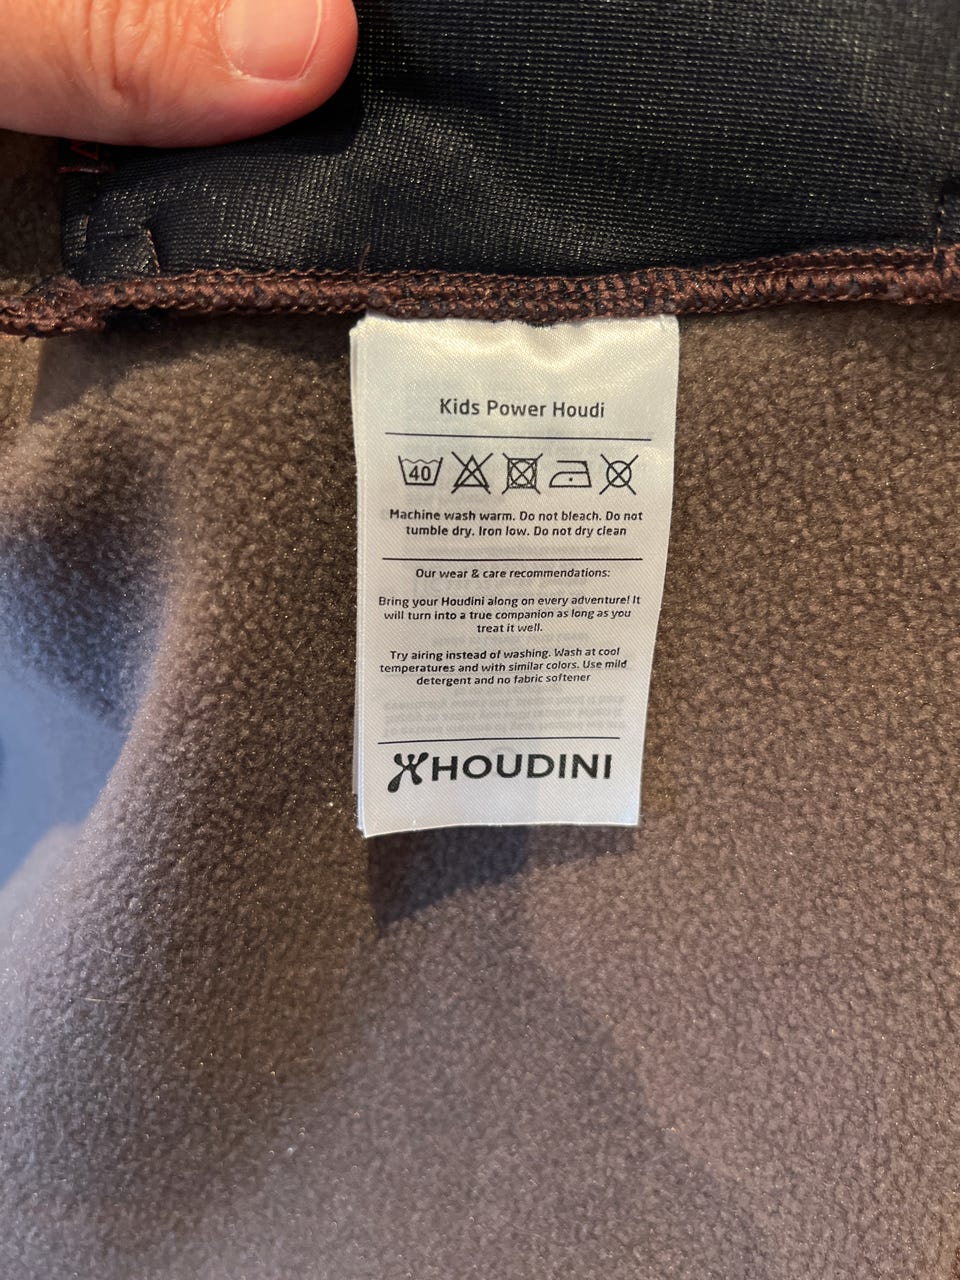 Kids Power Houdi
40
Machine wash warm. Do not bleach. Do not
tumble dry. Iron low. Do not dry clean
Our wear & care recommendations:
Bring your Houdini along on every adventure! It
will turn into a true companion as long as you
treat it well.
Try airing instead of washing. Wash at cool
temperatures and with similar colors. Use mild
detergent and no fabric softener
HOUDINI